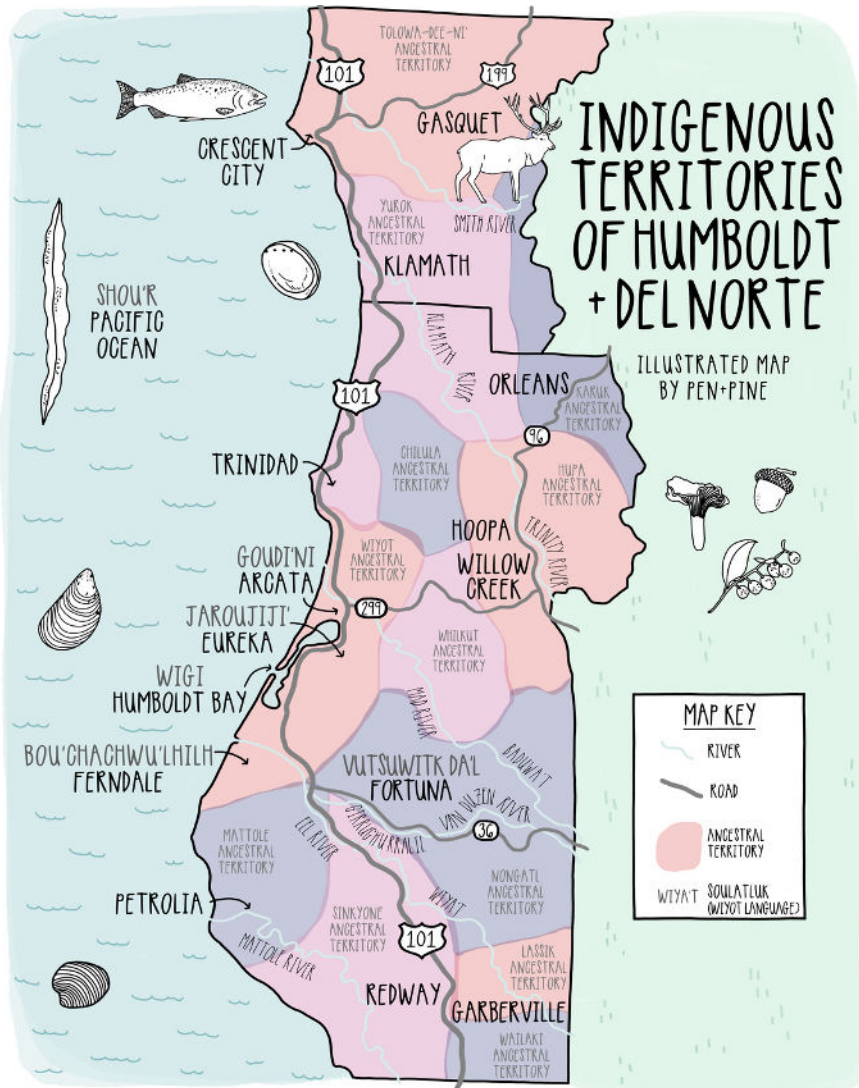 INDIGENOUS
TERRITORIES
OF HUMBOLDT
+ DEL NORTE
ILLUSTRATED MAP
BY PEN+PINE
TOLOWA-DEE-NI'
ANCESTRAL
TERRITORY
101
199
GASQUET
CRESCENT
CITY
YUROK
ANCESTRAL
TERRITORY
SMITH RIVER
KLAMATH
SHOU'R
PACIFIC
OCEAN
KLAMATH RIVER
ORLEANS
KARUK
ANCESTRAL
TERRITORY
101
96
TRINIDAD
CHILULA
ANCESTRAL
TERRITORY
HUPA
ANCESTRAL
TERRITORY
HOOPA
TRINITY RIVER
WILLOW
CREEK
WIYOT
ANCESTRAL
TERRITORY
GOUDI'NI
ARCATA
299
JAROUJIJI'
EUREKA
WHILKUT
ANCESTRAL
TERRITORY
WIGI
HUMBOLDT BAY
MAD RIVER
BADUWA'T
BOU'CHACHWU'LHILH
FERNDALE
VUTSUWITK DA'L
FORTUNA
VAN DUZEN RIVER
GIRRUGHURRALIL
36
EEL RIVER
WIYA'T
MATTOLE
ANCESTRAL
TERRITORY
NONGATL
ANCESTRAL
TERRITORY
PETROLIA
SINKYONE
ANCESTRAL
TERRITORY
MATTOLE RIVER
101
LASSIK
ANCESTRAL
TERRITORY
REDWAY
GARBERVILLE
WAILAKI
ANCESTRAL
TERRITORY
MAP KEY
RIVER
ROAD
ANCESTRAL
TERRITORY
WIYA'T SOULATLUK
(WIYOT LANGUAGE)